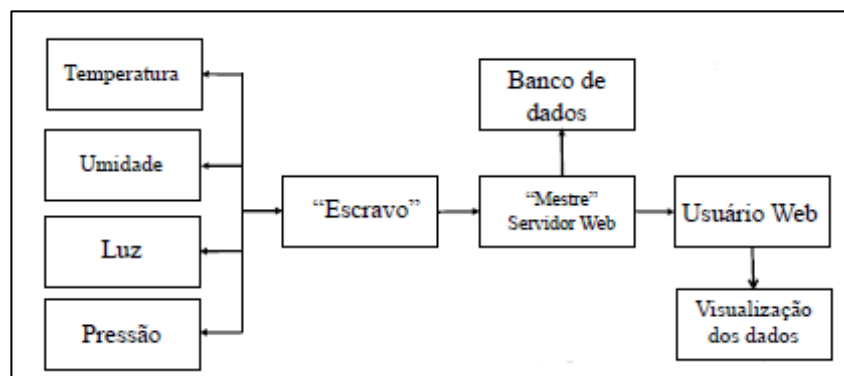 Temperatura
Umidade
Luz
Pressão
“Escravo”
Banco de
dados
“Mestre”
Servidor Web
Usuário Web
Visualização
dos dados